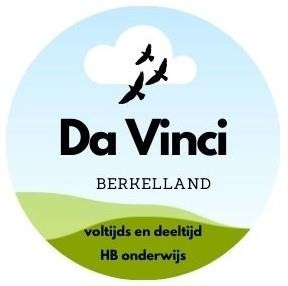 Da Vinci
BERKELLAND
voltijds en deeltijd
HB onderwijs